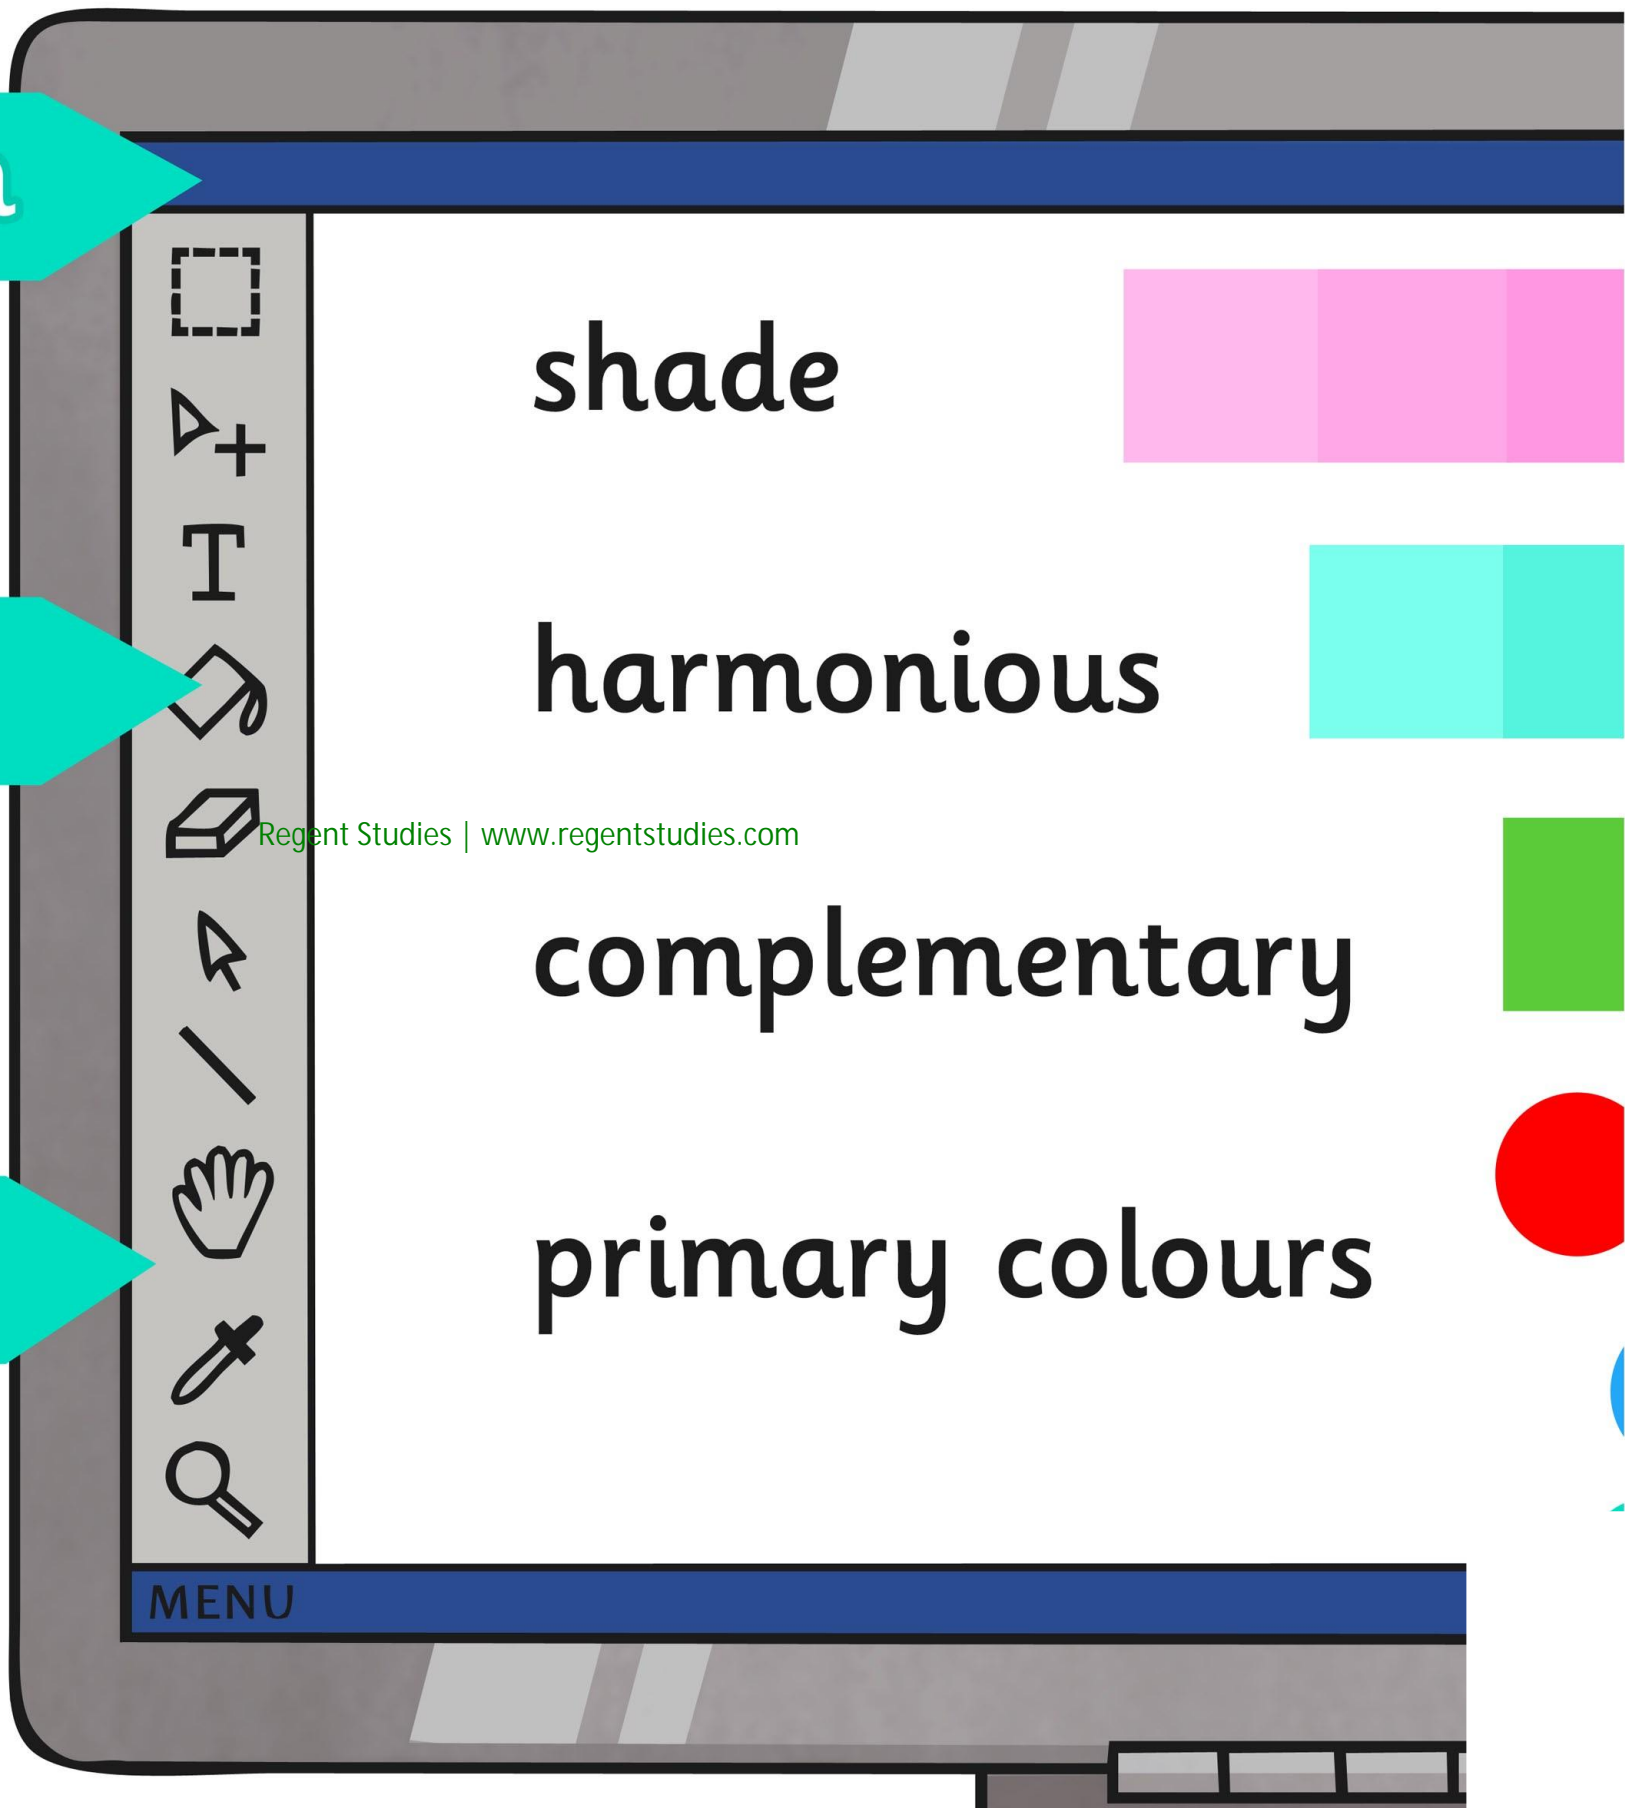 shade
harmonious
Regent Studies | www.regentstudies.com
complementary
primary colours
MENU